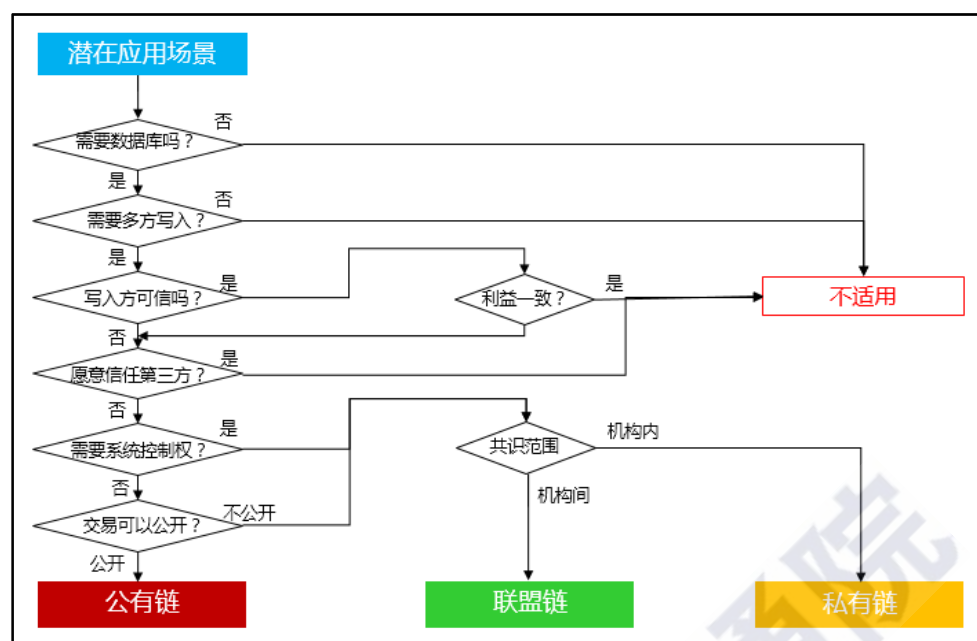 潜在应用场景
否
需要数据库吗？
是
否
需要多方写入？
是
是
写入方可信吗？
利益一致？
是
不适用
否
是
愿意信任第三方？
否
是
需要系统控制权？
共识范围
机构内
否
机构间
不公开
交易可以公开？
公开
公有链
联盟链
私有链
院